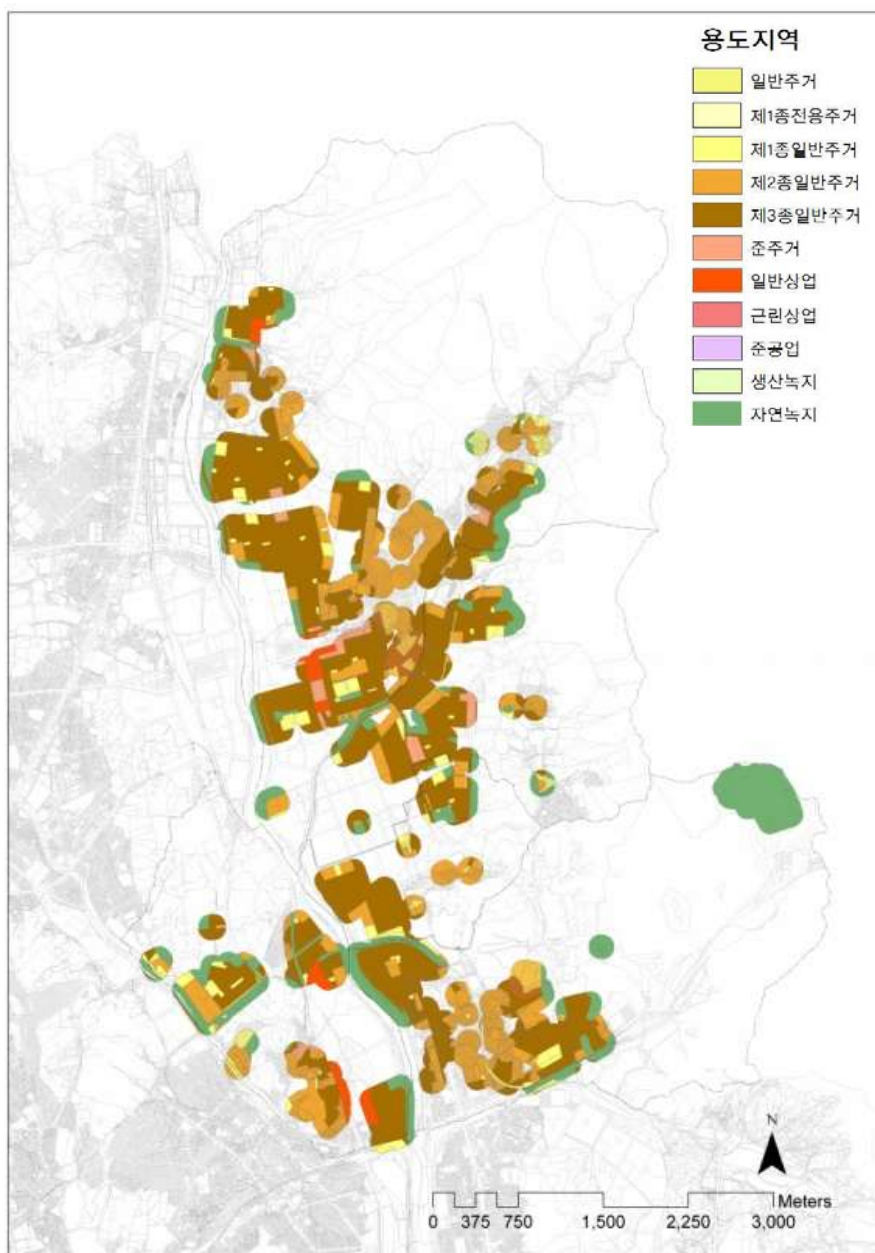 용도지역
일반주거
제1종전용주거
제1종일반주거
제2종일반주거
제3종일반주거
준주거
일반상업
근린상업
준공업
생산녹지
자연녹지
N
Meters
0 375 750 1,500 2,250 3,000